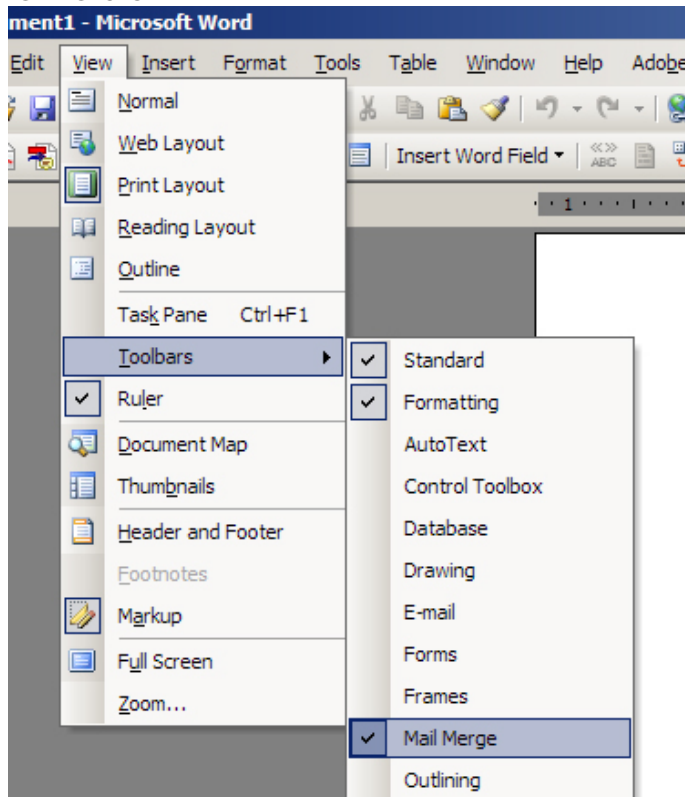 ment1 - Microsoft Word
Edit View Insert Format Tools Table Window Help Adobe
Normal
Web Layout
Insert Word Field
«»
ABC
Print Layout
1
Reading Layout
Outline
Task Pane Ctrl+F1
Toolbars
Ruler
Document Map
Thumbnails
Header and Footer
Footnotes
Markup
Full Screen
Zoom...
Standard
Formatting
AutoText
Control Toolbox
Database
Drawing
E-mail
Forms
Frames
Mail Merge
Outlining